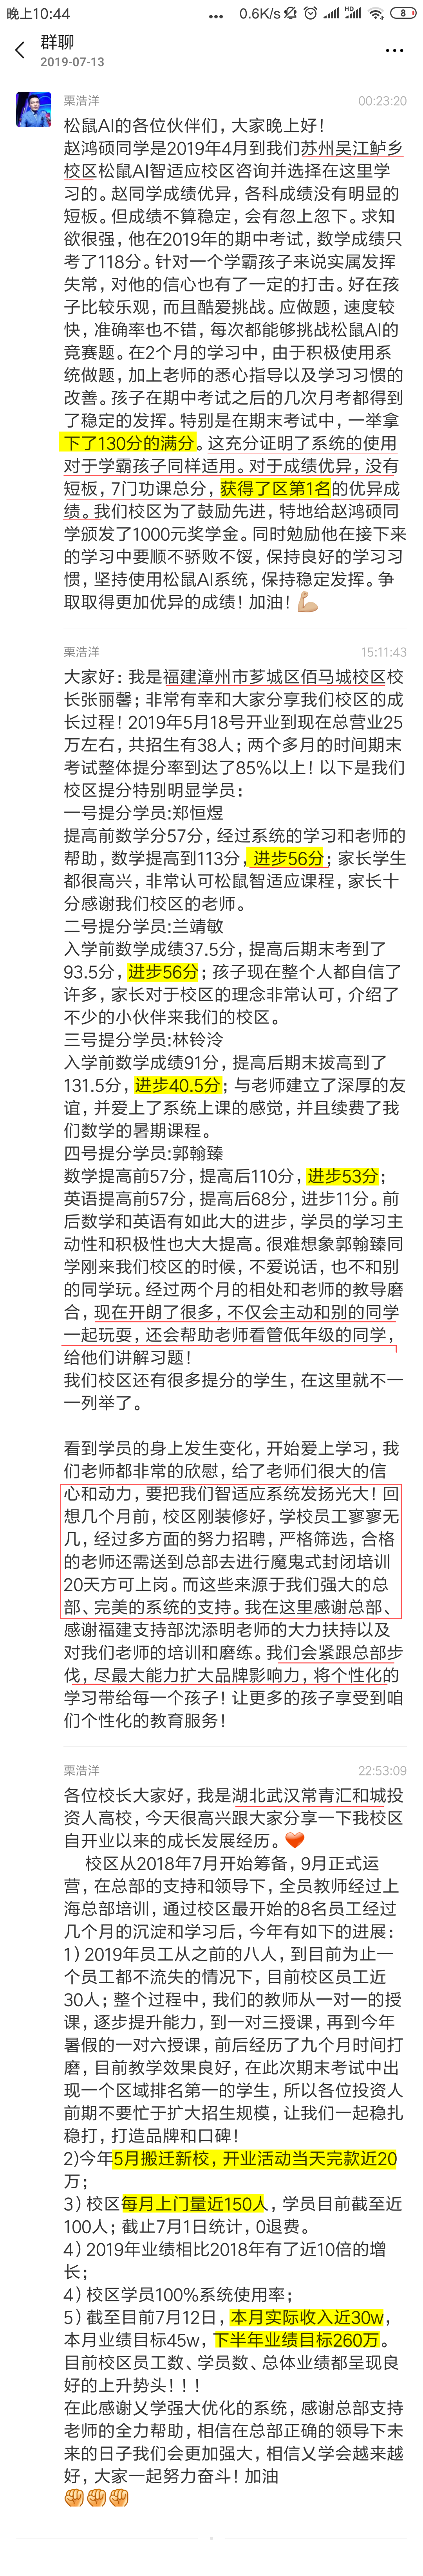 晚上10:44
... 0.6K/s HD 8
群聊
2019-07-13
栗浩洋 00:23:20
松鼠AI的各位伙伴们，大家晚上好！
赵鸿硕同学是2019年4月到我们苏州吴江鲈乡
校区松鼠AI智适应校区咨询并选择在这里学
习的。赵同学成绩优异，各科成绩没有明显的
短板。但成绩不算稳定，会有忽上忽下。求知
欲很强，他在2019年的期中考试，数学成绩只
考了118分。针对一个学霸孩子来说实属发挥
失常，对他的信心也有了一定的打击。好在孩
子比较乐观，而且酷爱挑战。应做题，速度较
快，准确率也不错，每次都能够挑战松鼠AI的
竞赛题。在2个月的学习中，由于积极使用系
统做题，加上老师的悉心指导以及学习习惯的
改善。孩子在期中考试之后的几次月考都得到
了稳定的发挥。特别是在期末考试中，一举拿
下了130分的满分。这充分证明了系统的使用
对于学霸孩子同样适用。对于成绩优异，没有
短板，7门功课总分，获得了区第1名的优异成
绩。我们校区为了鼓励先进，特地给赵鸿硕同
学颁发了1000元奖学金。同时勉励他在接下来
的学习中要顺不骄败不馁，保持良好的学习习
惯，坚持使用松鼠AI系统，保持稳定发挥。争
取取得更加优异的成绩！加油！
栗浩洋 15:11:43
大家好：我是福建漳州市芗城区佰马城校区校
长张丽馨；非常有幸和大家分享我们校区的成
长过程！2019年5月18号开业到现在总营业25
万左右，共招生有38人；两个多月的时间期末
考试整体提分率到达了85%以上！以下是我们
校区提分特别明显学员：
一号提分学员:郑恒煜
提高前数学分57分，经过系统的学习和老师的
帮助，数学提高到113分，进步56分；家长学生
都很高兴，非常认可松鼠智适应课程，家长十
分感谢我们校区的老师。
二号提分学员:兰靖敏
入学前数学成绩37.5分，提高后期末考到了
93.5分，进步56分；孩子现在整个人都自信了
许多，家长对于校区的理念非常认可，介绍了
不少的小伙伴来我们的校区。
三号提分学员:林铃泠
入学前数学成绩91分，提高后期末拔高到了
131.5分，进步40.5分；与老师建立了深厚的友
谊，并爱上了系统上课的感觉，并且续费了我
们数学的暑期课程。
四号提分学员:郭翰臻
数学提高前57分，提高后110分，进步53分；
英语提高前57分，提高后68分，进步11分。前
后数学和英语有如此大的进步，学员的学习主
动性和积极性也大大提高。很难想象郭翰臻同
学刚来我们校区的时候，不爱说话，也不和别
的同学玩。经过两个月的相处和老师的教导磨
合，现在开朗了很多，不仅会主动和别的同学
一起玩耍，还会帮助老师看管低年级的同学，
给他们讲解习题！
我们校区还有很多提分的学生，在这里就不一
一列举了。
看到学员的身上发生变化，开始爱上学习，我
们老师都非常的欣慰，给了老师们很大的信
心和动力，要把我们智适应系统发扬光大！回
想几个月前，校区刚装修好，学校员工寥寥无
几，经过多方面的努力招聘，严格筛选，合格
的老师还需送到总部去进行魔鬼式封闭培训
20天方可上岗。而这些来源于我们强大的总
部、完美的系统的支持。我在这里感谢总部、
感谢福建支持部沈添明老师的大力扶持以及
对我们老师的培训和磨练。我们会紧跟总部步
伐，尽最大能力扩大品牌影响力，将个性化的
学习带给每一个孩子！让更多的孩子享受到咱
们个性化的教育服务！
栗浩洋 22:53:09
各位校长大家好，我是湖北武汉常青汇和城投
资人高校，今天很高兴跟大家分享一下我校区
自开业以来的成长发展经历。
校区从2018年7月开始筹备，9月正式运
营，在总部的支持和领导下，全员教师经过上
海总部培训，通过校区最开始的8名员工经过
几个月的沉淀和学习后，今年有如下的进展：
1）2019年员工从之前的八人，到目前为止一
个员工都不流失的情况下，目前校区员工近
30人；整个过程中，我们的教师从一对一的授
课，逐步提升能力，到一对三授课，再到今年
暑假的一对六授课，前后经历了九个月时间打
磨，目前教学效果良好，在此次期末考试中出
现一个区域排名第一的学生，所以各位投资人
前期不要忙于扩大招生规模，让我们一起稳扎
稳打，打造品牌和口碑！
2)今年5月搬迁新校，开业活动当天完款近20
万；
3）校区每月上门量近150人，学员目前截至近
100人；截止7月1日统计，0退费。
4）2019年业绩相比2018年有了近10倍的增
长；
4）校区学员100%系统使用率；
5）截至目前7月12日，本月实际收入近30w，
本月业绩目标45w，下半年业绩目标260万。
目前校区员工数、学员数、总体业绩都呈现良
好的上升势头！！！
在此感谢乂学强大优化的系统，感谢总部支持
老师的全力帮助，相信在总部正确的领导下未
来的日子我们会更加强大，相信乂学会越来越
好，大家一起努力奋斗！加油